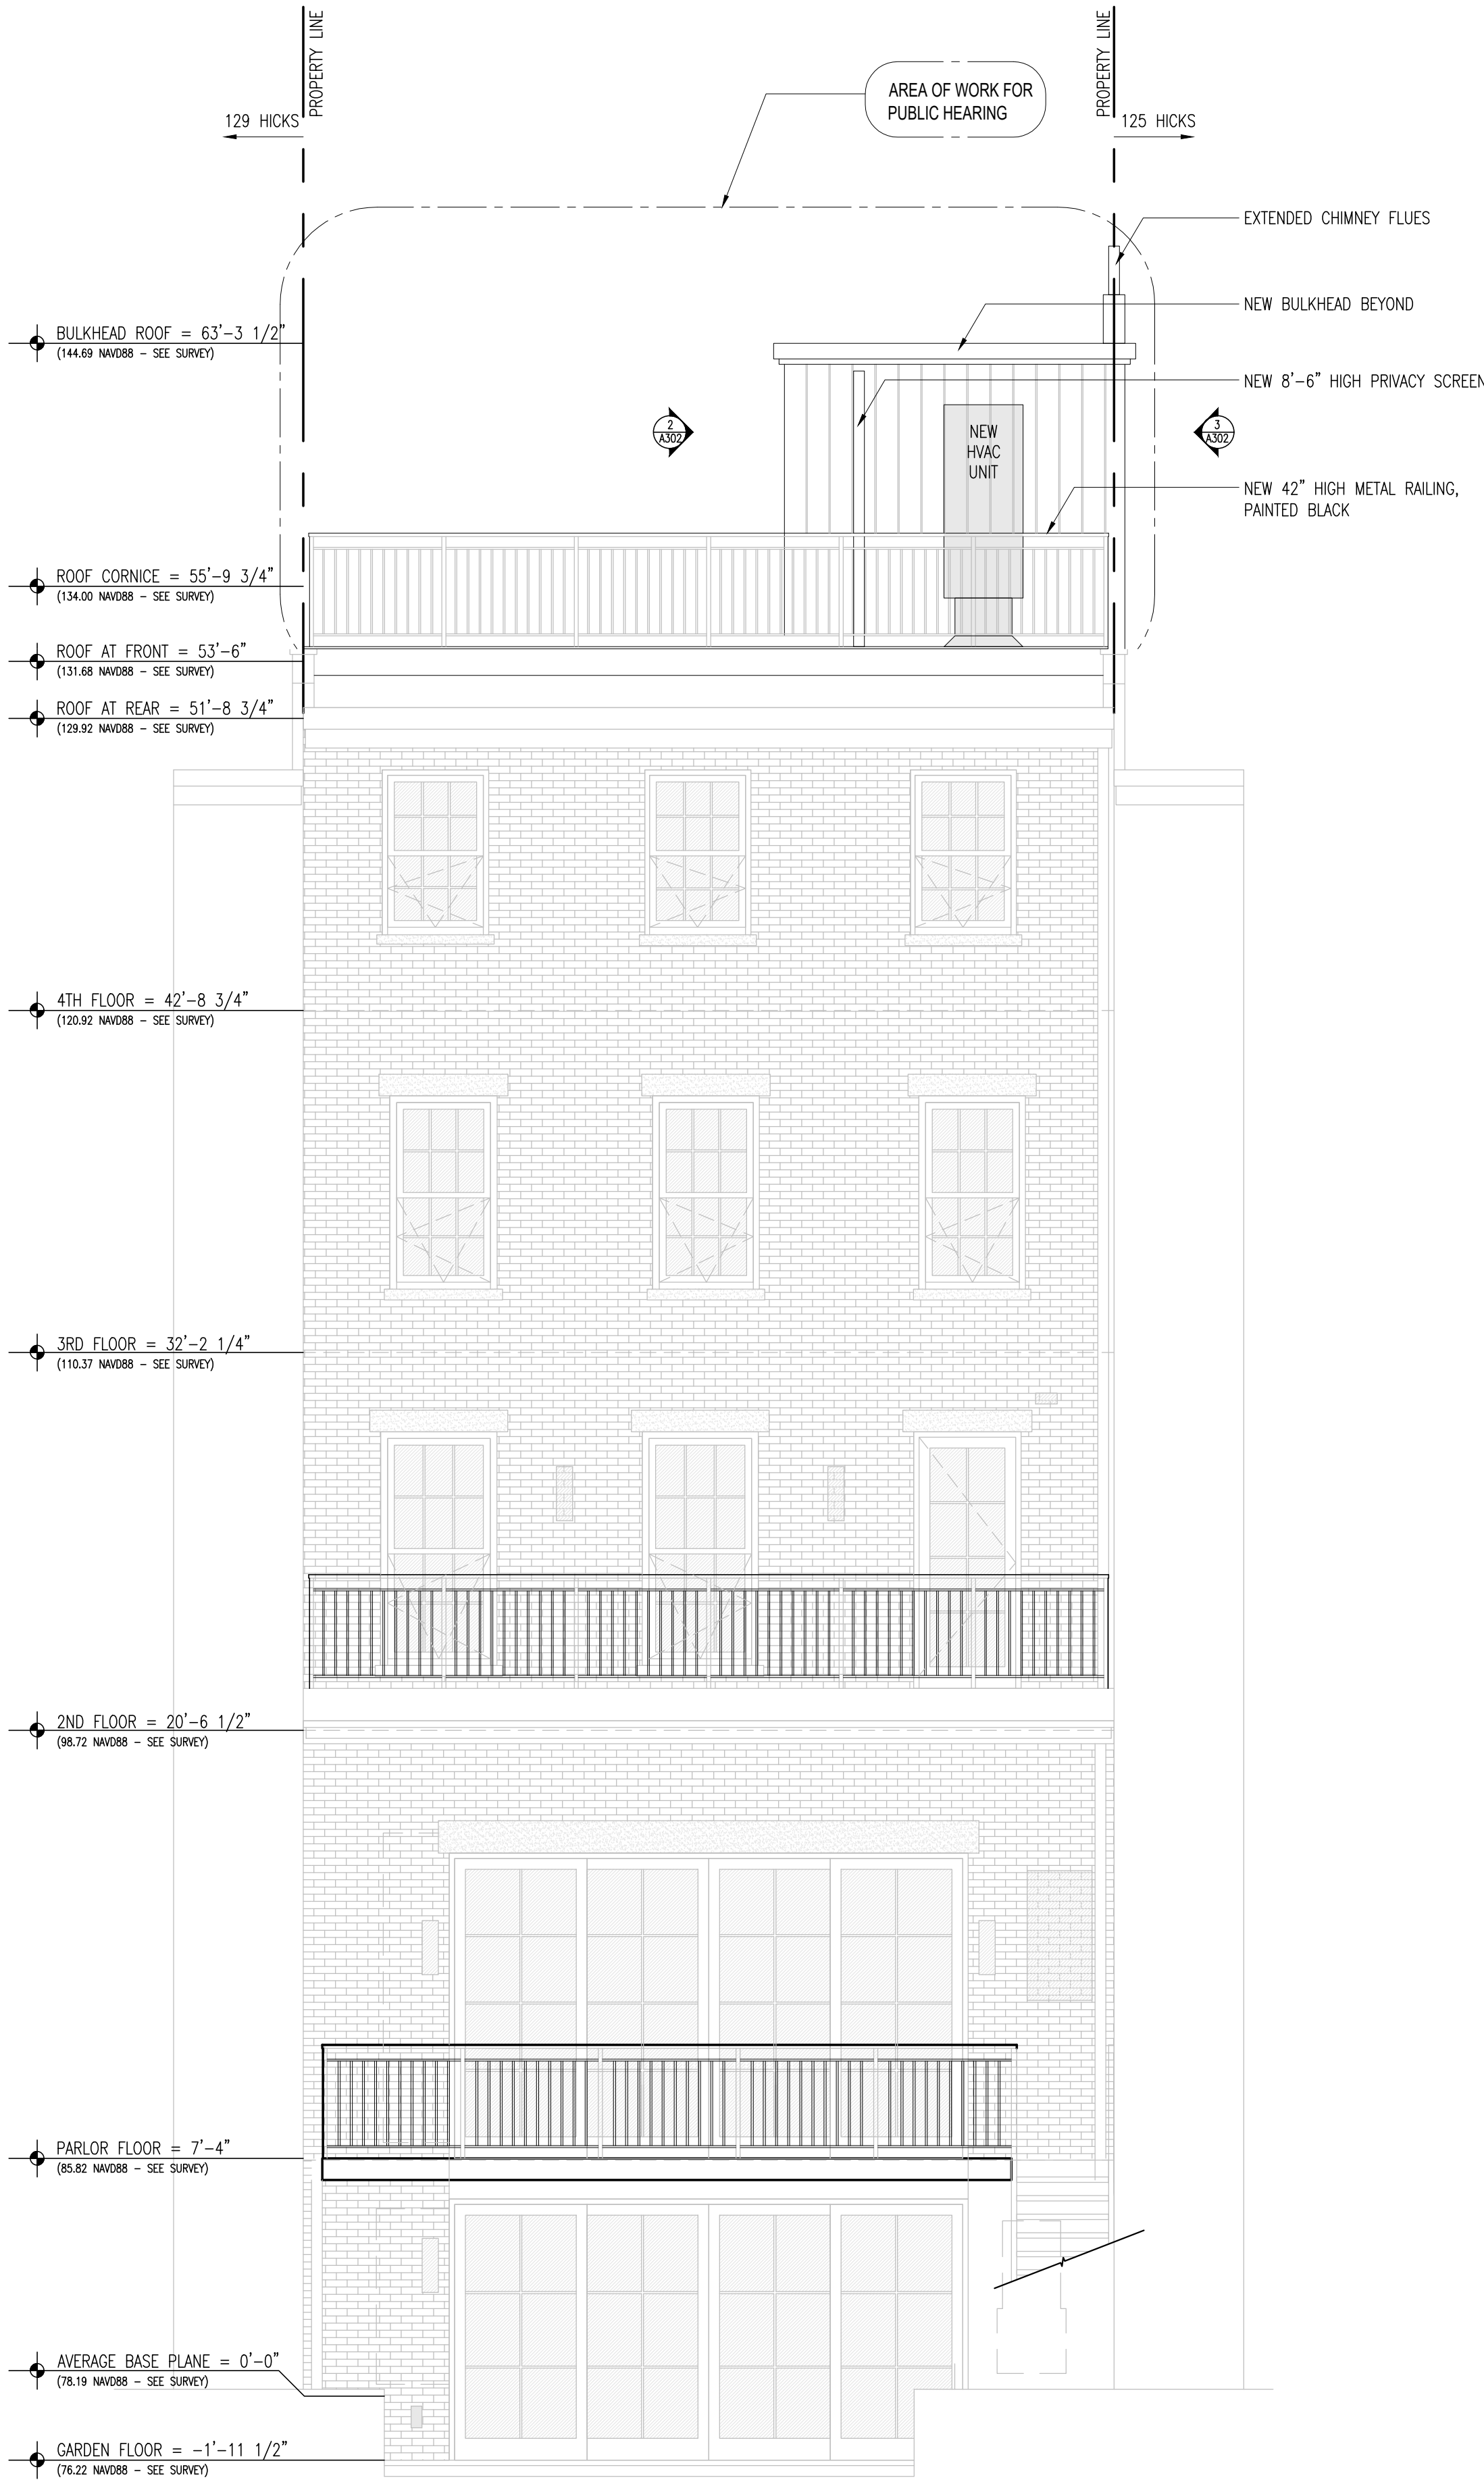 PROPERTY LINE
PROPERTY LINE
AREA OF WORK FOR
PUBLIC HEARING
129 HICKS
125 HICKS
EXTENDED CHIMNEY FLUES
NEW BULKHEAD BEYOND
BULKHEAD ROOF = 63'-3 1/2"
(144.69 NAVD88 - SEE SURVEY)
NEW 8'-6" HIGH PRIVACY SCREEN
2
A302
NEW
HVAC
UNIT
3
A302
NEW 42" HIGH METAL RAILING,
PAINTED BLACK
ROOF CORNICE = 55'-9 3/4"
(134.00 NAVD88 - SEE SURVEY)
ROOF AT FRONT = 53'-6"
(131.68 NAVD88 - SEE SURVEY)
ROOF AT REAR = 51'-8 3/4"
(129.92 NAVD88 - SEE SURVEY)
4TH FLOOR = 42'-8 3/4"
(120.92 NAVD88 - SEE SURVEY)
3RD FLOOR = 32'-2 1/4"
(110.37 NAVD88 - SEE SURVEY)
2ND FLOOR = 20'-6 1/2"
(98.72 NAVD88 - SEE SURVEY)
PARLOR FLOOR = 7'-4"
(85.82 NAVD88 - SEE SURVEY)
AVERAGE BASE PLANE = 0'-0"
(78.19 NAVD88 - SEE SURVEY)
GARDEN FLOOR = -1'-11 1/2"
(76.22 NAVD88 - SEE SURVEY)